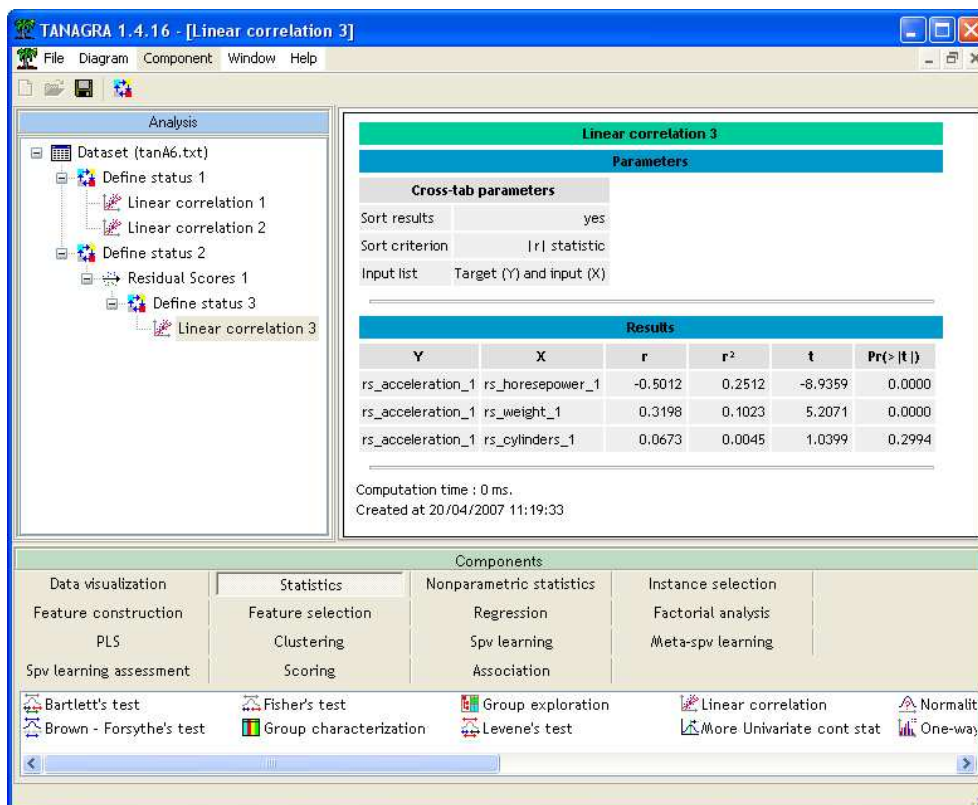 TANAGRA 1.4.16 - [Linear correlation 3]
File Diagram Component Window Help
Analysis
Dataset (tanA6.txt)
Define status 1
Linear correlation 1
Linear correlation 2
Define status 2
Residual Scores 1
Define status 3
Linear correlation 3
Linear correlation 3
Parameters
Cross-tab parameters
Sort results yes
Sort criterion |r| statistic
Input list Target (Y) and input (X)
Results
Y X r r² t Pr(>|t|)
rs_acceleration_1 rs_horesepower_1 -0.5012 0.2512 -8.9359 0.0000
rs_acceleration_1 rs_weight_1 0.3198 0.1023 5.2071 0.0000
rs_acceleration_1 rs_cylinders_1 0.0673 0.0045 1.0399 0.2994
Computation time : 0 ms.
Created at 20/04/2007 11:19:33
Components
Data visualization Statistics Nonparametric statistics Instance selection
Feature construction Feature selection Regression Factorial analysis
PLS Clustering Spv learning Meta-spv learning
Spv learning assessment Scoring Association
Bartlett's test Fisher's test Group exploration Linear correlation Normalit
Brown - Forsythe's test Group characterization Levene's test More Univariate cont stat One-way